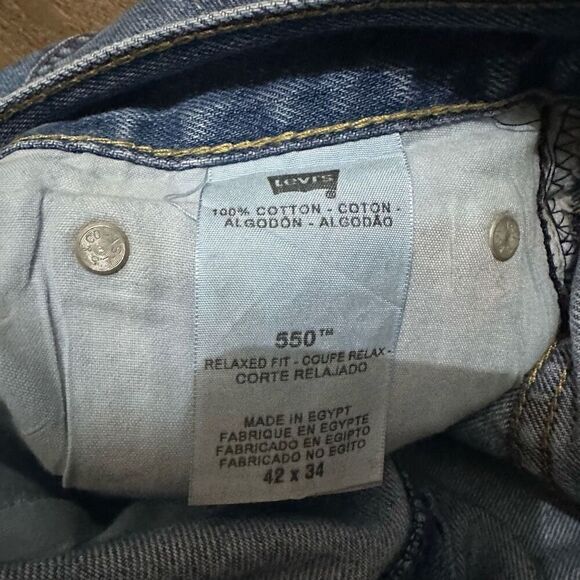 Levi's
100% COTTON - COTON -
ALGODÓN - ALGODÃO
550™
RELAXED FIT - COUPE RELAX -
CORTE RELAJADO
MADE IN EGYPT
FABRIQUE EN EGYPTE
FABRICADO EN EGIPTO
FABRICADO NO EGITO
42 x 34